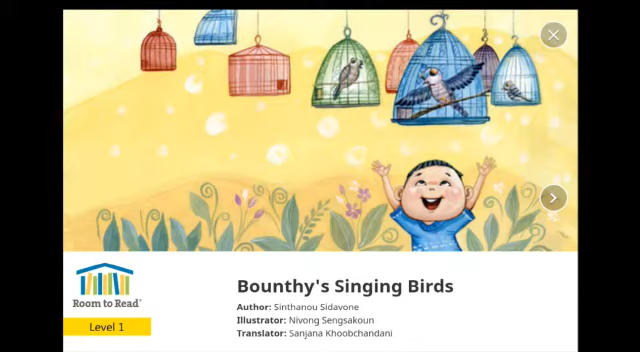 Bounthy's Singing Birds
Author: Sinthanou Sidavone
Illustrator: Nivong Sengsakoun
Translator: Sanjana Khoobchandani
Room to Read
Level 1